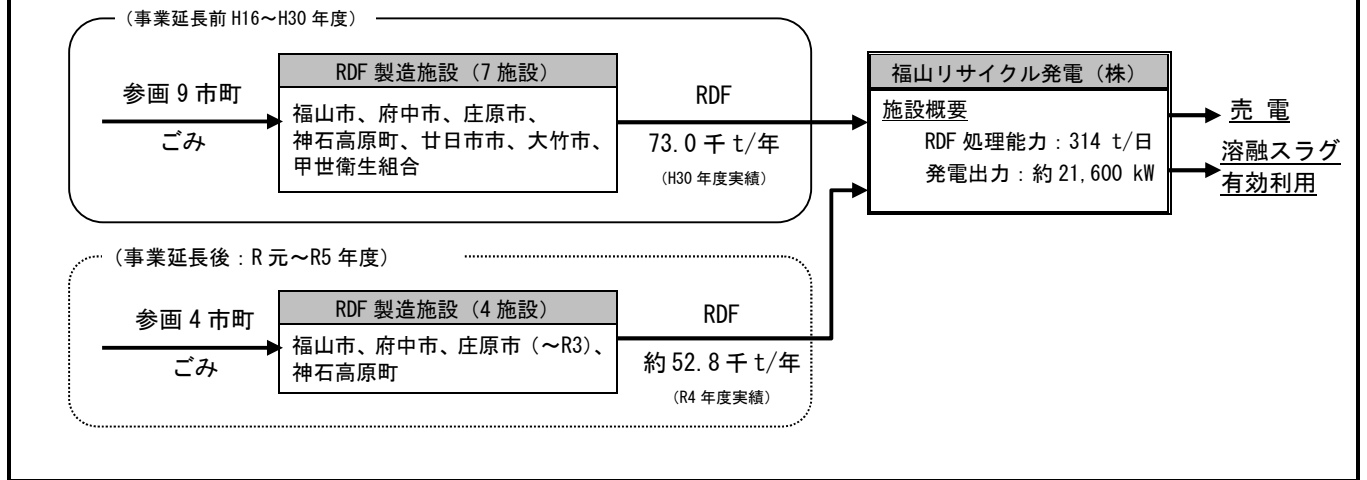 （事業延長前 H16～H30 年度）
参画 9 市町
ごみ
RDF 製造施設（7 施設）
福山市、府中市、庄原市、
神石高原町、廿日市市、大竹市、
甲世衛生組合
RDF
73.0 千 t/年
（H30 年度実績）
福山リサイクル発電（株）
施設概要
RDF 処理能力：314 t/日
発電出力：約 21,600 kW
売 電
溶融スラグ
有効利用
（事業延長後：R 元～R5 年度）
参画 4 市町
ごみ
RDF 製造施設（4 施設）
福山市、府中市、庄原市（～R3）、
神石高原町
RDF
約 52.8 千 t/年
（R4 年度実績）